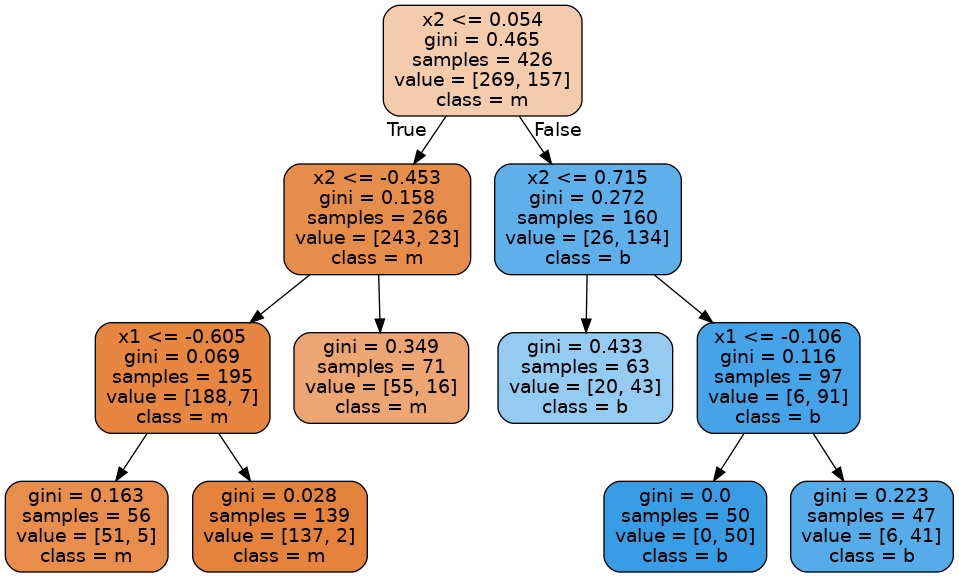 x2 <= 0.054
gini = 0.465
samples = 426
value = [269, 157]
class = m
True
False
x2 <= -0.453
gini = 0.158
samples = 266
value = [243, 23]
class = m
x2 <= 0.715
gini = 0.272
samples = 160
value = [26, 134]
class = b
x1 <= -0.605
gini = 0.069
samples = 195
value = [188, 7]
class = m
gini = 0.349
samples = 71
value = [55, 16]
class = m
gini = 0.433
samples = 63
value = [20, 43]
class = b
x1 <= -0.106
gini = 0.116
samples = 97
value = [6, 91]
class = b
gini = 0.163
samples = 56
value = [51, 5]
class = m
gini = 0.028
samples = 139
value = [137, 2]
class = m
gini = 0.0
samples = 50
value = [0, 50]
class = b
gini = 0.223
samples = 47
value = [6, 41]
class = b